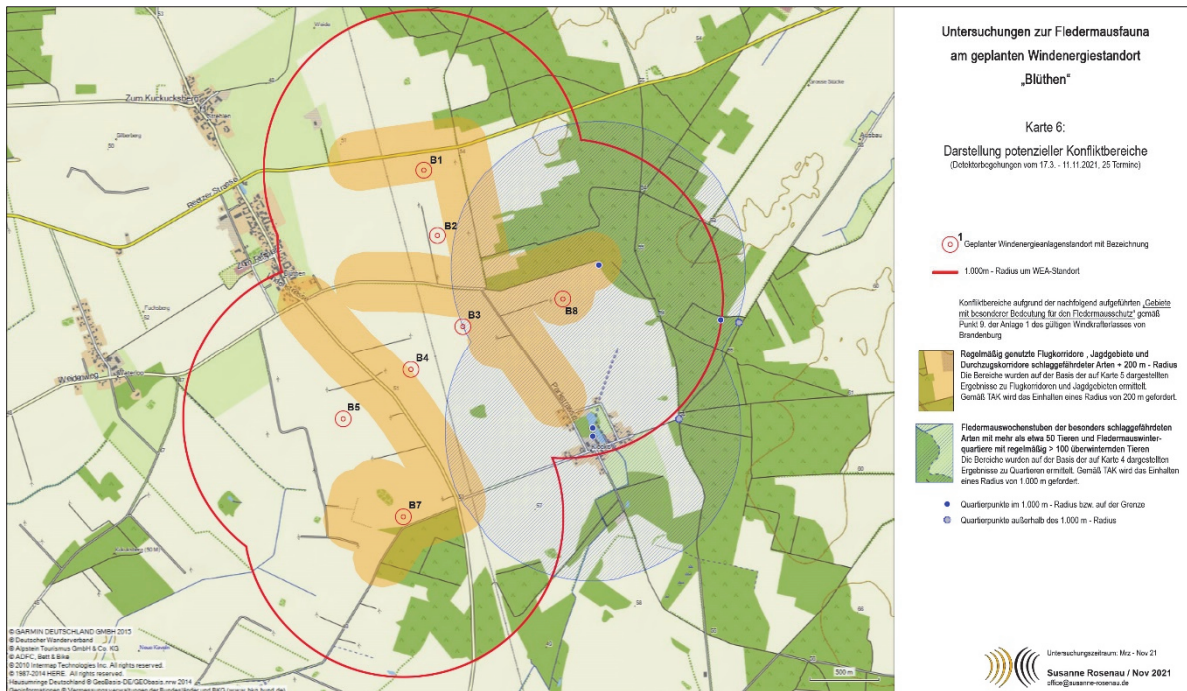 Untersuchungen zur Fledermausfauna
am geplanten Windenergiestandort
„Blüthen“
Karte 6:
Darstellung potenzieller Konfliktbereiche
(Detektorbegehungen vom 17.3. - 11.11.2021, 25 Termine)
1
Geplanter Windenergieanlagenstandort mit Bezeichnung
1.000m - Radius um WEA-Standort
Konfliktbereiche aufgrund der nachfolgend aufgeführten „Gebiete
mit besonderer Bedeutung für den Fledermausschutz“ gemäß
Punkt 9. der Anlage 1 des gültigen Windkrafterlasses von
Brandenburg
Regelmäßig genutzte Flugkorridore , Jagdgebiete und
Durchzugskorridore schlaggefährdeter Arten + 200 m - Radius
Die Bereiche wurden auf der Basis der auf Karte 5 dargestellten
Ergebnisse zu Flugkorridoren und Jagdgebieten ermittelt.
Gemäß TAK wird das Einhalten eines Radius von 200 m gefordert.
Fledermauswochenstuben der besonders schlaggefährdeten
Arten mit mehr als etwa 50 Tieren und Fledermauswinter-
quartiere mit regelmäßig > 100 überwinternden Tieren
Die Bereiche wurden auf der Basis der auf Karte 4 dargestellten
Ergebnisse zu Quartieren ermittelt. Gemäß TAK wird das Einhalten
eines Radius von 1.000 m gefordert.
Quartierpunkte im 1.000 m - Radius bzw. auf der Grenze
Quartierpunkte außerhalb des 1.000 m - Radius
Untersuchungszeitraum: Mrz - Nov 21
Susanne Rosenau / Nov 2021
office@susanne-rosenau.de
Zum Kuckucksberg
Silberberg
Reetzer Strasse
Fuchsberg
Weidenweg
Ausbau
B1
B2
B3
B4
B5
B7
B8
500 m
© GARMIN DEUTSCHLAND GMBH 2015
© Deutscher Wanderverband
© Alpstein Tourismus GmbH & Co. KG
© ADFC, Bett & Bike
© 2010 Intermap Technologies Inc. All rights reserved.
© 1987-2014 HERE. All rights reserved.
Hausumringe Deutschland © GeoBasis-DE/GEObasis.nrw 2014